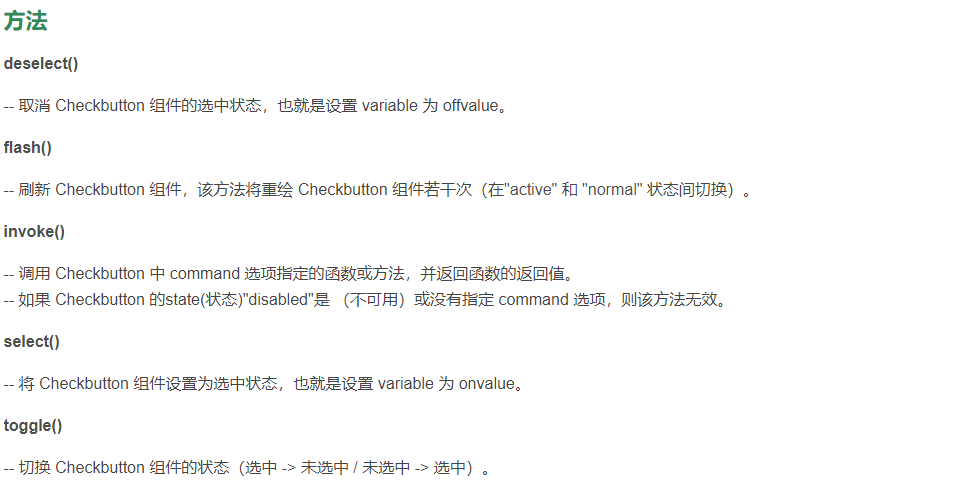 方法
deselect()
-- 取消 Checkbutton 组件的选中状态，也就是设置 variable 为 offvalue。
flash()
-- 刷新 Checkbutton 组件，该方法将重绘 Checkbutton 组件若干次（在"active" 和 "normal" 状态间切换）。
invoke()
-- 调用 Checkbutton 中 command 选项指定的函数或方法，并返回函数的返回值。
-- 如果 Checkbutton 的state(状态)"disabled"是 （不可用）或没有指定 command 选项，则该方法无效。
select()
-- 将 Checkbutton 组件设置为选中状态，也就是设置 variable 为 onvalue。
toggle()
-- 切换 Checkbutton 组件的状态（选中 -> 未选中 / 未选中 -> 选中）。